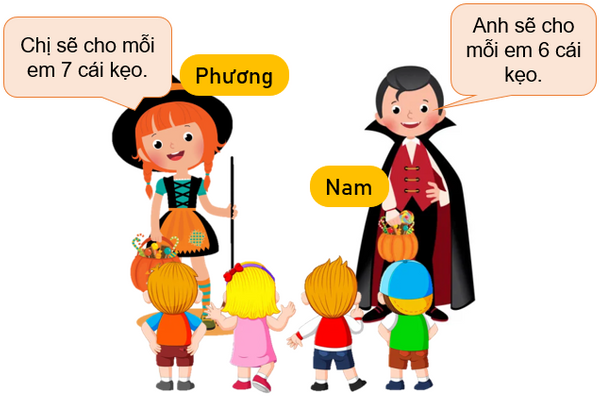 Chị sẽ cho mỗi
em 7 cái kẹo.
Phương
Anh sẽ cho
mỗi em 6 cái
kẹo.
Nam